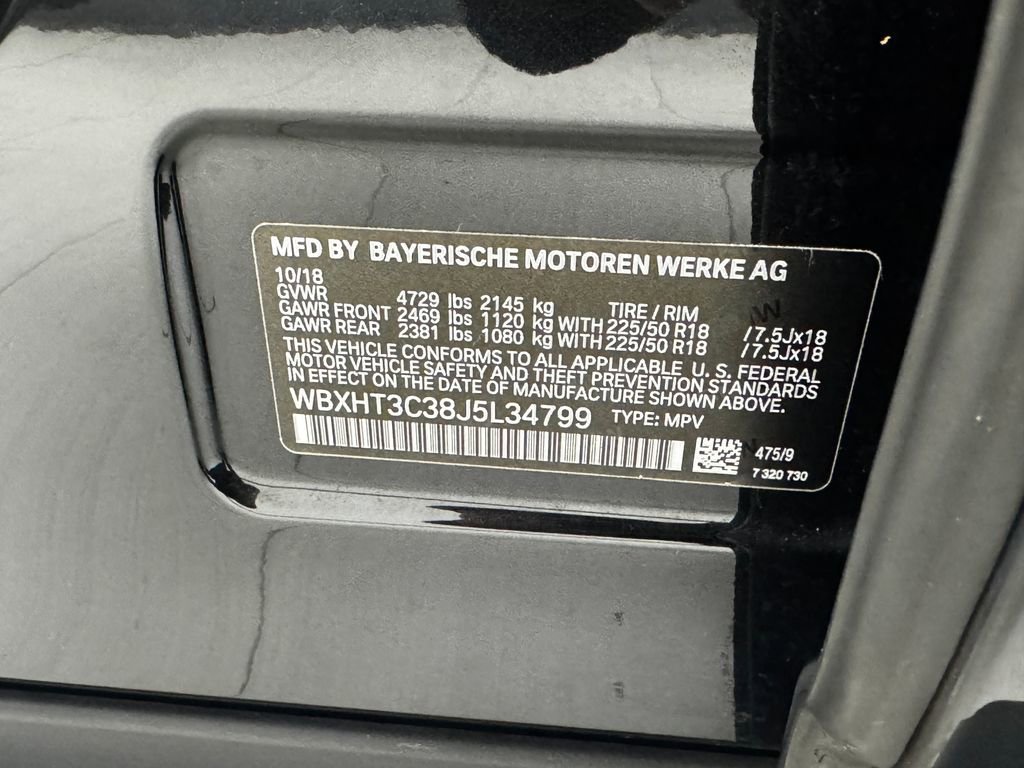 MFD BY BAYERISCHE MOTOREN WERKE AG
10/18
GVWR 4729 lbs 2145 kg TIRE / RIM
GAWR FRONT 2469 lbs 1120 kg WITH 225/50 R18 /7.5Jx18
GAWR REAR 2381 lbs 1080 kg WITH 225/50 R18 /7.5Jx18
THIS VEHICLE CONFORMS TO ALL APPLICABLE U. S. FEDERAL
MOTOR VEHICLE SAFETY AND THEFT PREVENTION STANDARDS
IN EFFECT ON THE DATE OF MANUFACTURE SHOWN ABOVE.
WBXHT3C38J5L34799 TYPE: MPV
475/9
7 320 730